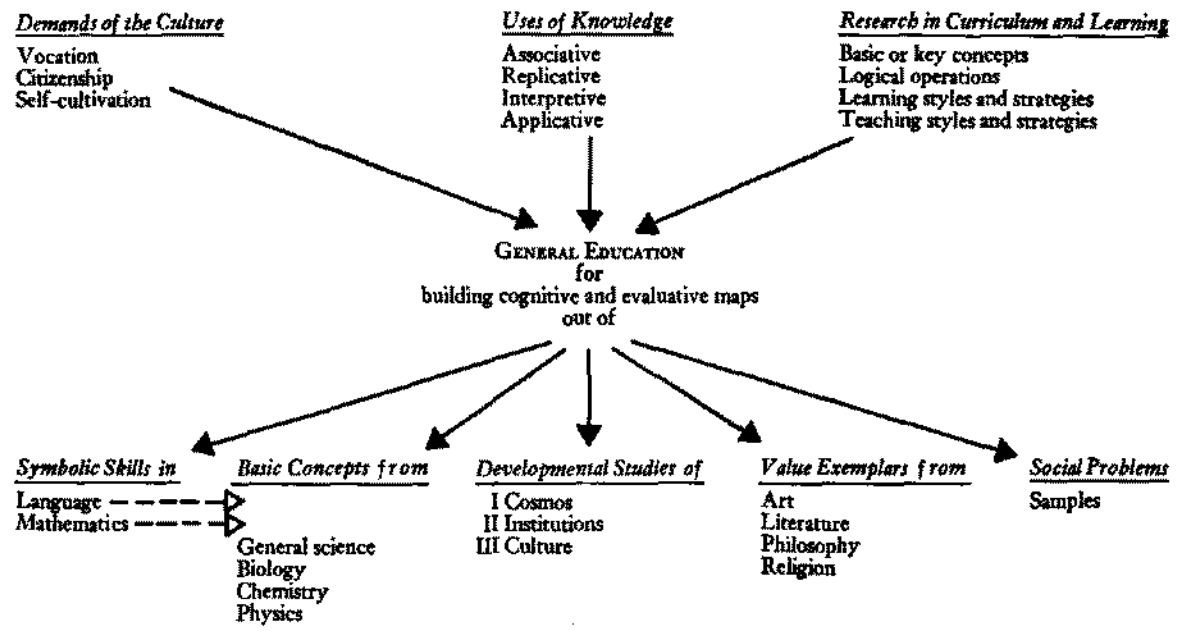 Demands of the Culture
Vocation
Citizenship
Self-cultivation
Uses of Knowledge
Associative
Replicative
Interpretive
Applicative
Research in Curriculum and Learning
Basic or key concepts
Logical operations
Learning styles and strategies
Teaching styles and strategies
GENERAL EDUCATION
for
building cognitive and evaluative maps
out of
Symbolic Skills in
Language
Mathematics
Basic Concepts from
General science
Biology
Chemistry
Physics
Developmental Studies of
I Cosmos
II Institutions
III Culture
Value Exemplars from
Art
Literature
Philosophy
Religion
Social Problems
Samples